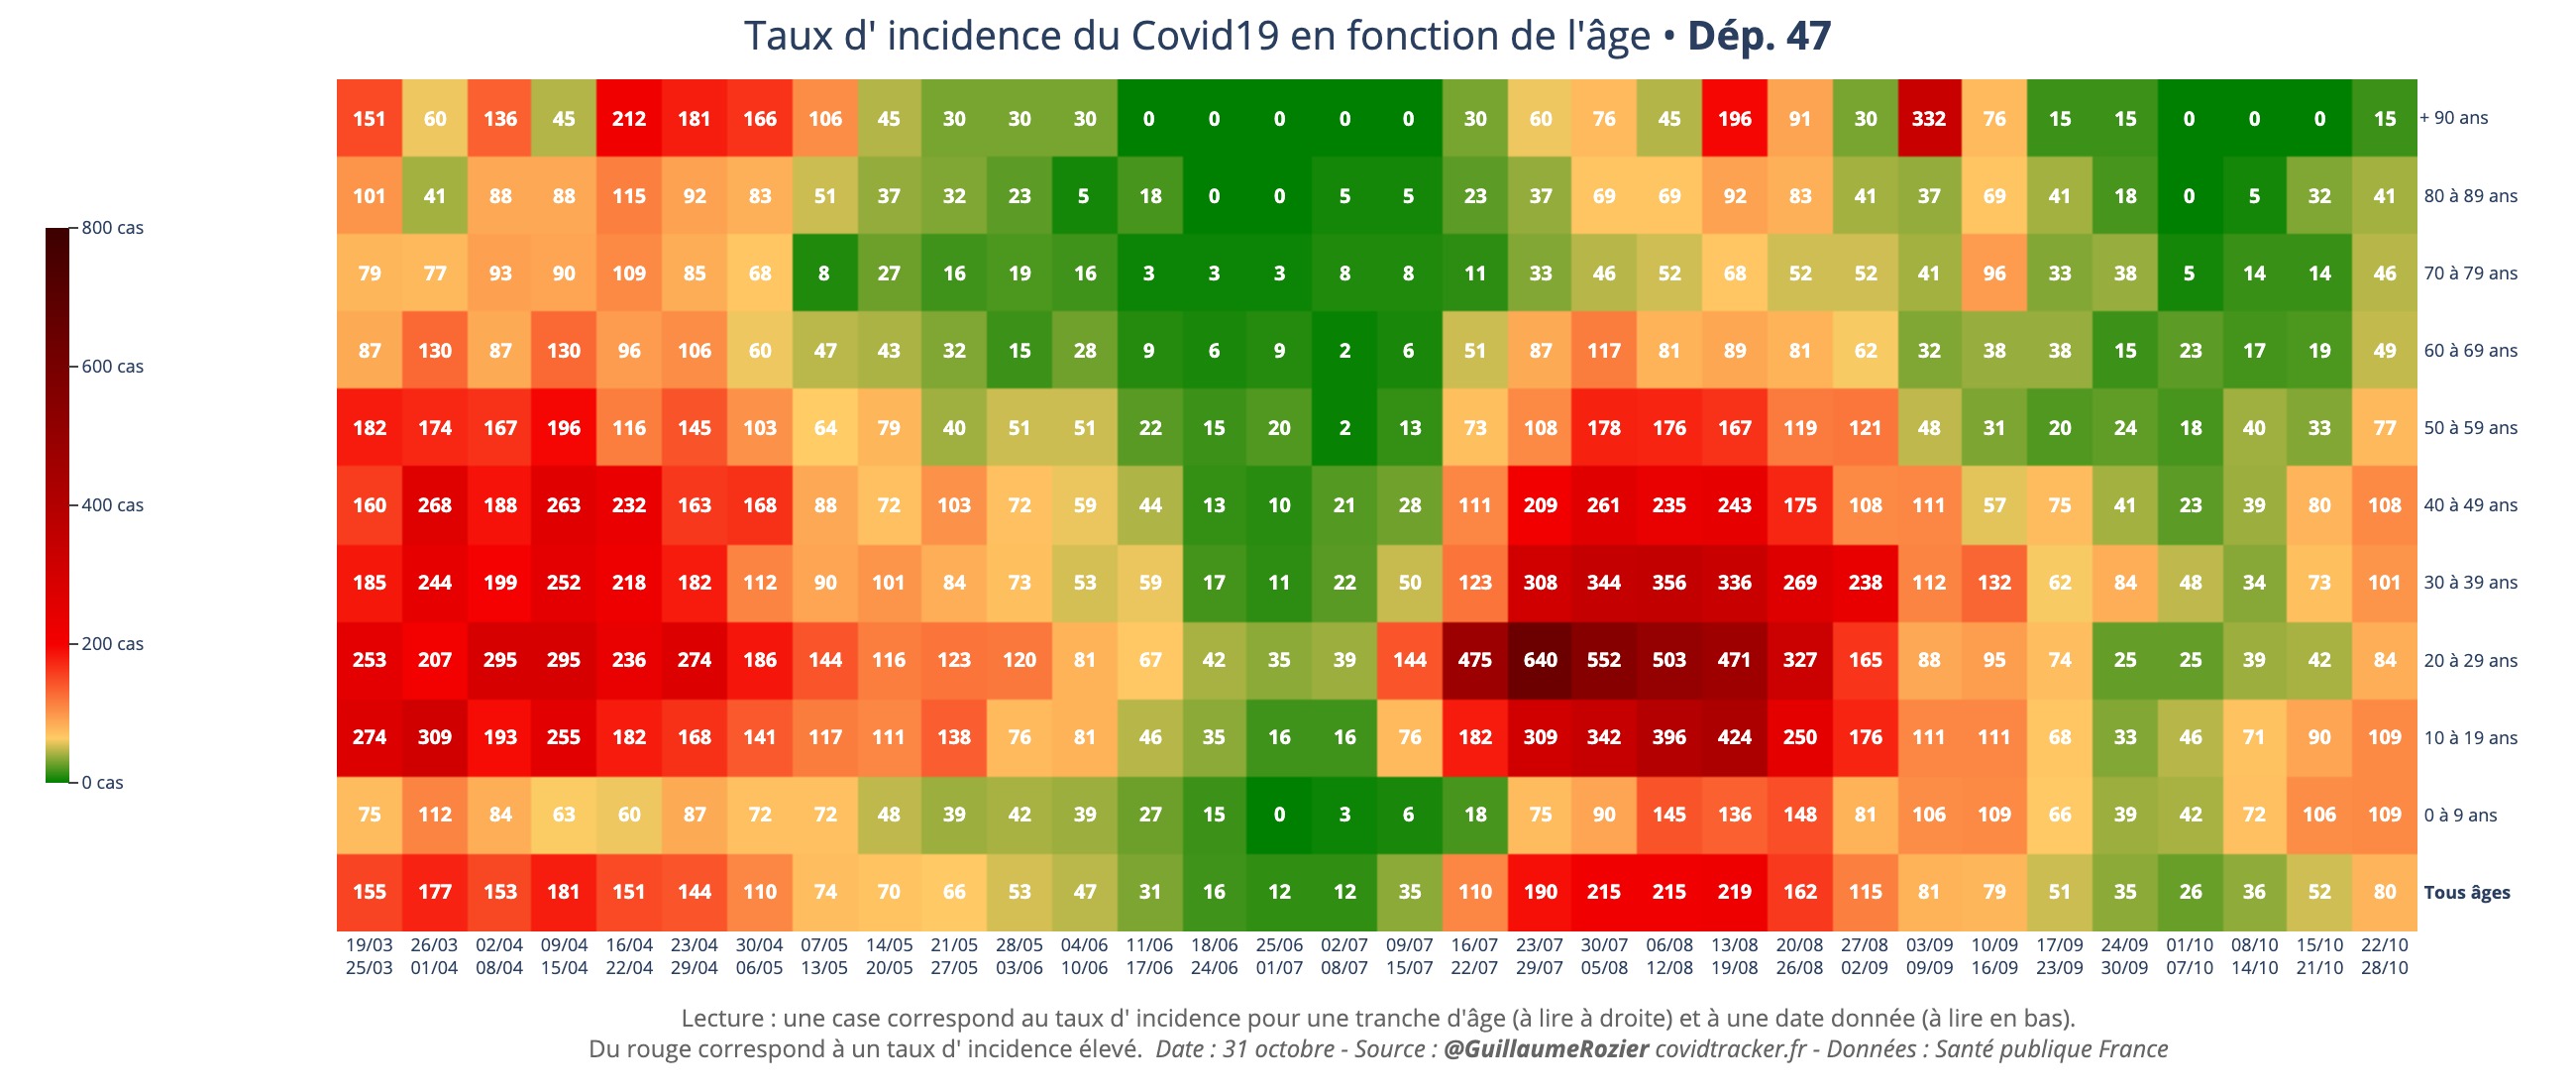 Taux d' incidence du Covid19 en fonction de l'âge • Dép. 47
800 cas
600 cas
400 cas
200 cas
0 cas
151 60 136 45 212 181 166 106 45 30 30 30 0 0 0 0 0 30 60 76 45 196 91 30 332 76 15 15 0 0 0 15 + 90 ans
101 41 88 88 115 92 83 51 37 32 23 5 18 0 0 5 5 23 37 69 69 92 83 41 37 69 41 18 0 5 32 41 80 à 89 ans
79 77 93 90 109 85 68 8 27 16 19 16 3 3 3 8 8 11 33 46 52 68 52 52 41 96 33 38 5 14 14 46 70 à 79 ans
87 130 87 130 96 106 60 47 43 32 15 28 9 6 9 2 6 51 87 117 81 89 81 62 32 38 38 15 23 17 19 49 60 à 69 ans
182 174 167 196 116 145 103 64 79 40 51 51 22 15 20 2 13 73 108 178 176 167 119 121 48 31 20 24 18 40 33 77 50 à 59 ans
160 268 188 263 232 163 168 88 72 103 72 59 44 13 10 21 28 111 209 261 235 243 175 108 111 57 75 41 23 39 80 108 40 à 49 ans
185 244 199 252 218 182 112 90 101 84 73 53 59 17 11 22 50 123 308 344 356 336 269 238 112 132 62 84 48 34 73 101 30 à 39 ans
253 207 295 295 236 274 186 144 116 123 120 81 67 42 35 39 144 475 640 552 503 471 327 165 88 95 74 25 25 39 42 84 20 à 29 ans
274 309 193 255 182 168 141 117 111 138 76 81 46 35 16 16 76 182 309 342 396 424 250 176 111 111 68 33 46 71 90 109 10 à 19 ans
75 112 84 63 60 87 72 72 48 39 42 39 27 15 0 3 6 18 75 90 145 136 148 81 106 109 66 39 42 72 106 109 0 à 9 ans
155 177 153 181 151 144 110 74 70 66 53 47 31 16 12 12 35 110 190 215 215 219 162 115 81 79 51 35 26 36 52 80 Tous âges
19/03 26/03 02/04 09/04 16/04 23/04 30/04 07/05 14/05 21/05 28/05 04/06 11/06 18/06 25/06 02/07 09/07 16/07 23/07 30/07 06/08 13/08 20/08 27/08 03/09 10/09 17/09 24/09 01/10 08/10 15/10 22/10
25/03 01/04 08/04 15/04 22/04 29/04 06/05 13/05 20/05 27/05 03/06 10/06 17/06 24/06 01/07 08/07 15/07 22/07 29/07 05/08 12/08 19/08 26/08 02/09 09/09 16/09 23/09 30/09 07/10 14/10 21/10 28/10
Lecture : une case correspond au taux d' incidence pour une tranche d'âge (à lire à droite) et à une date donnée (à lire en bas).
Du rouge correspond à un taux d' incidence élevé. Date : 31 octobre - Source : @GuillaumeRozier covidtracker.fr - Données : Santé publique France